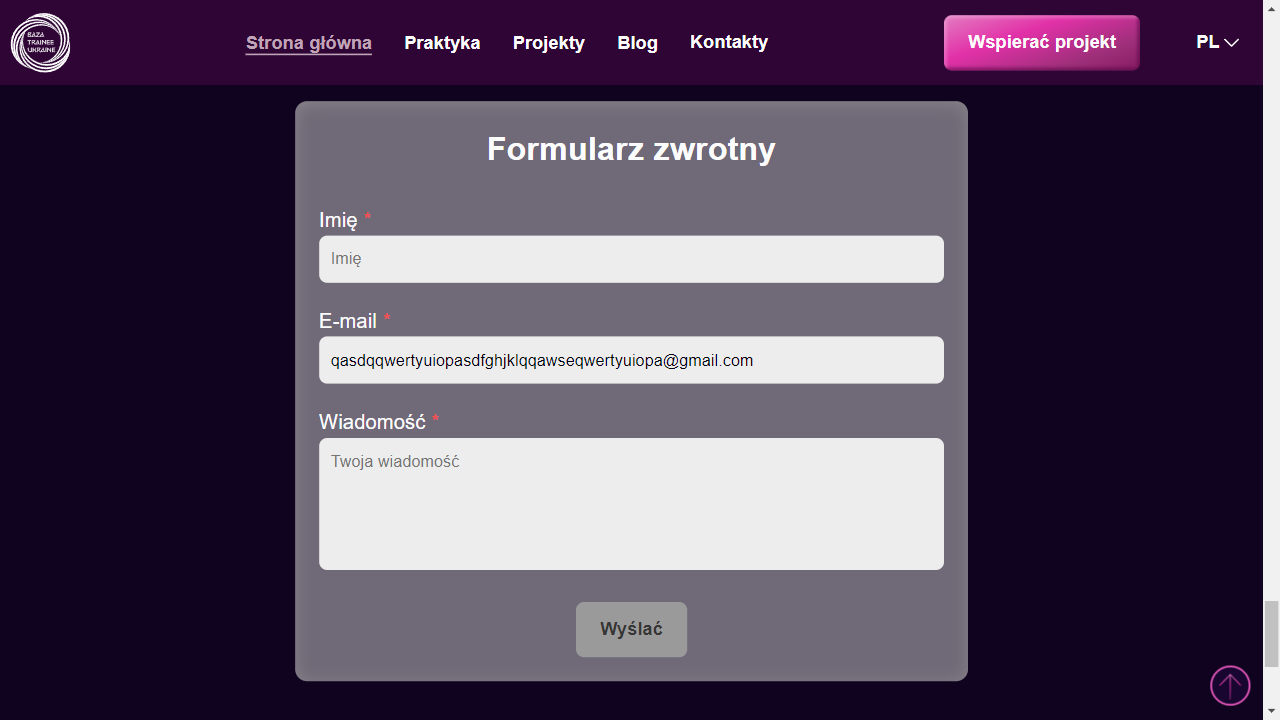 BAZA
TRAINEE
UKRAINE
Strona główna
Praktyka
Projekty
Blog
Kontakty
Wspierać projekt
PL
Formularz zwrotny
Imię *
Imię
E-mail *
qasdqqwertyuiopasdfghjklqqawseqwertyuiopa@gmail.com
Wiadomość *
Twoja wiadomość
Wyślać